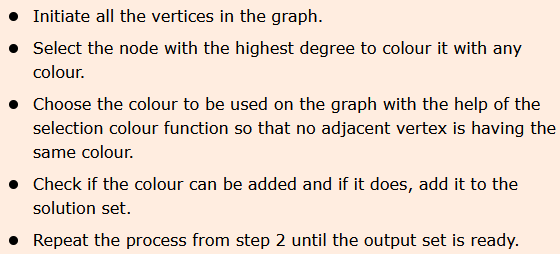 ● Initiate all the vertices in the graph.
● Select the node with the highest degree to colour it with any
colour.
● Choose the colour to be used on the graph with the help of the
selection colour function so that no adjacent vertex is having the
same colour.
● Check if the colour can be added and if it does, add it to the
solution set.
● Repeat the process from step 2 until the output set is ready.